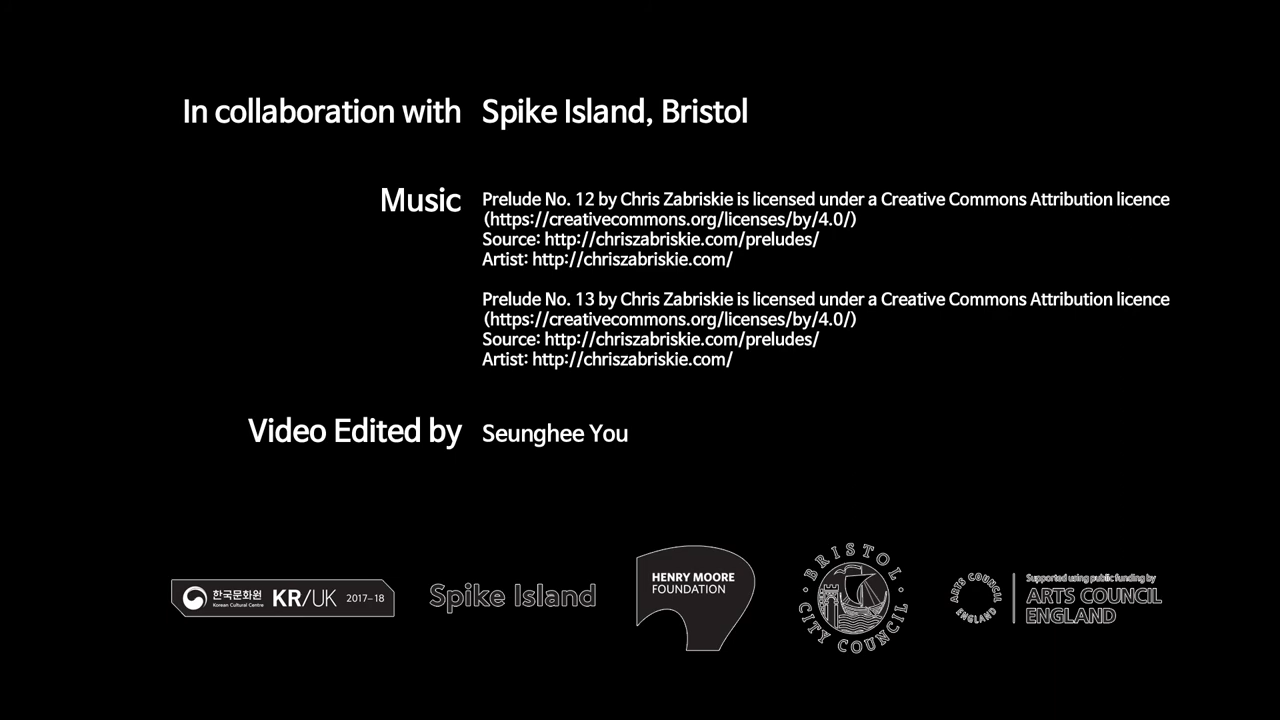 In collaboration with Spike Island, Bristol
Music Prelude No. 12 by Chris Zabriskie is licensed under a Creative Commons Attribution licence
(https://creativecommons.org/licenses/by/4.0/)
Source: http://chriszabriskie.com/preludes/
Artist: http://chriszabriskie.com/
Prelude No. 13 by Chris Zabriskie is licensed under a Creative Commons Attribution licence
(https://creativecommons.org/licenses/by/4.0/)
Source: http://chriszabriskie.com/preludes/
Artist: http://chriszabriskie.com/
Video Edited by Seunghee You
한국문화원
Korean Cultural Centre
KR/UK 2017–18
Spike Island
HENRY MOORE
FOUNDATION
BRISTOL
CITY COUNCIL
ARTS COUNCIL
ENGLAND
Supported using public funding by
ARTS COUNCIL
ENGLAND